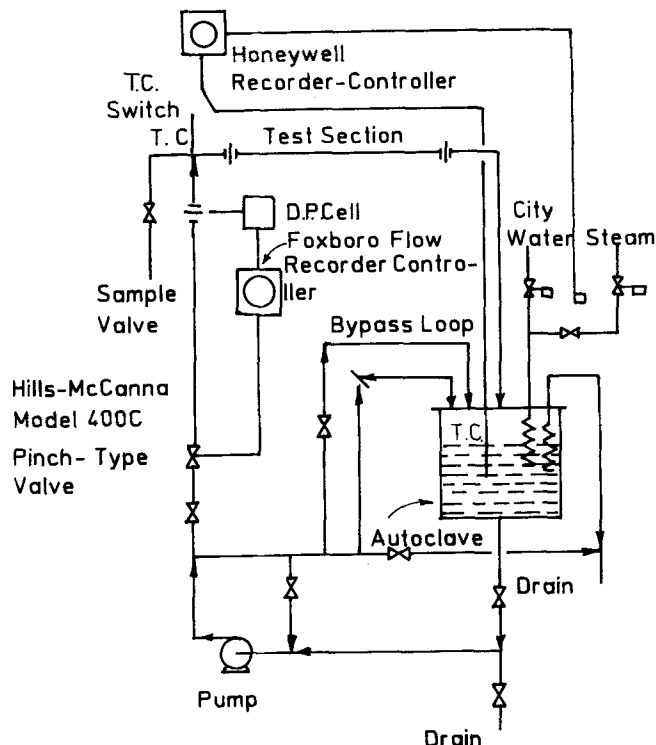 Honeywell
Recorder-Controller
T.C.
Switch
T. C
Test Section
D.P.Cell
Foxboro Flow
Recorder Contro-
ller
City
Water Steam
Sample
Valve
Bypass Loop
Hills-McCanna
Model 400C
Pinch-Type
Valve
T.C.
Autoclave
Drain
Pump
Drain